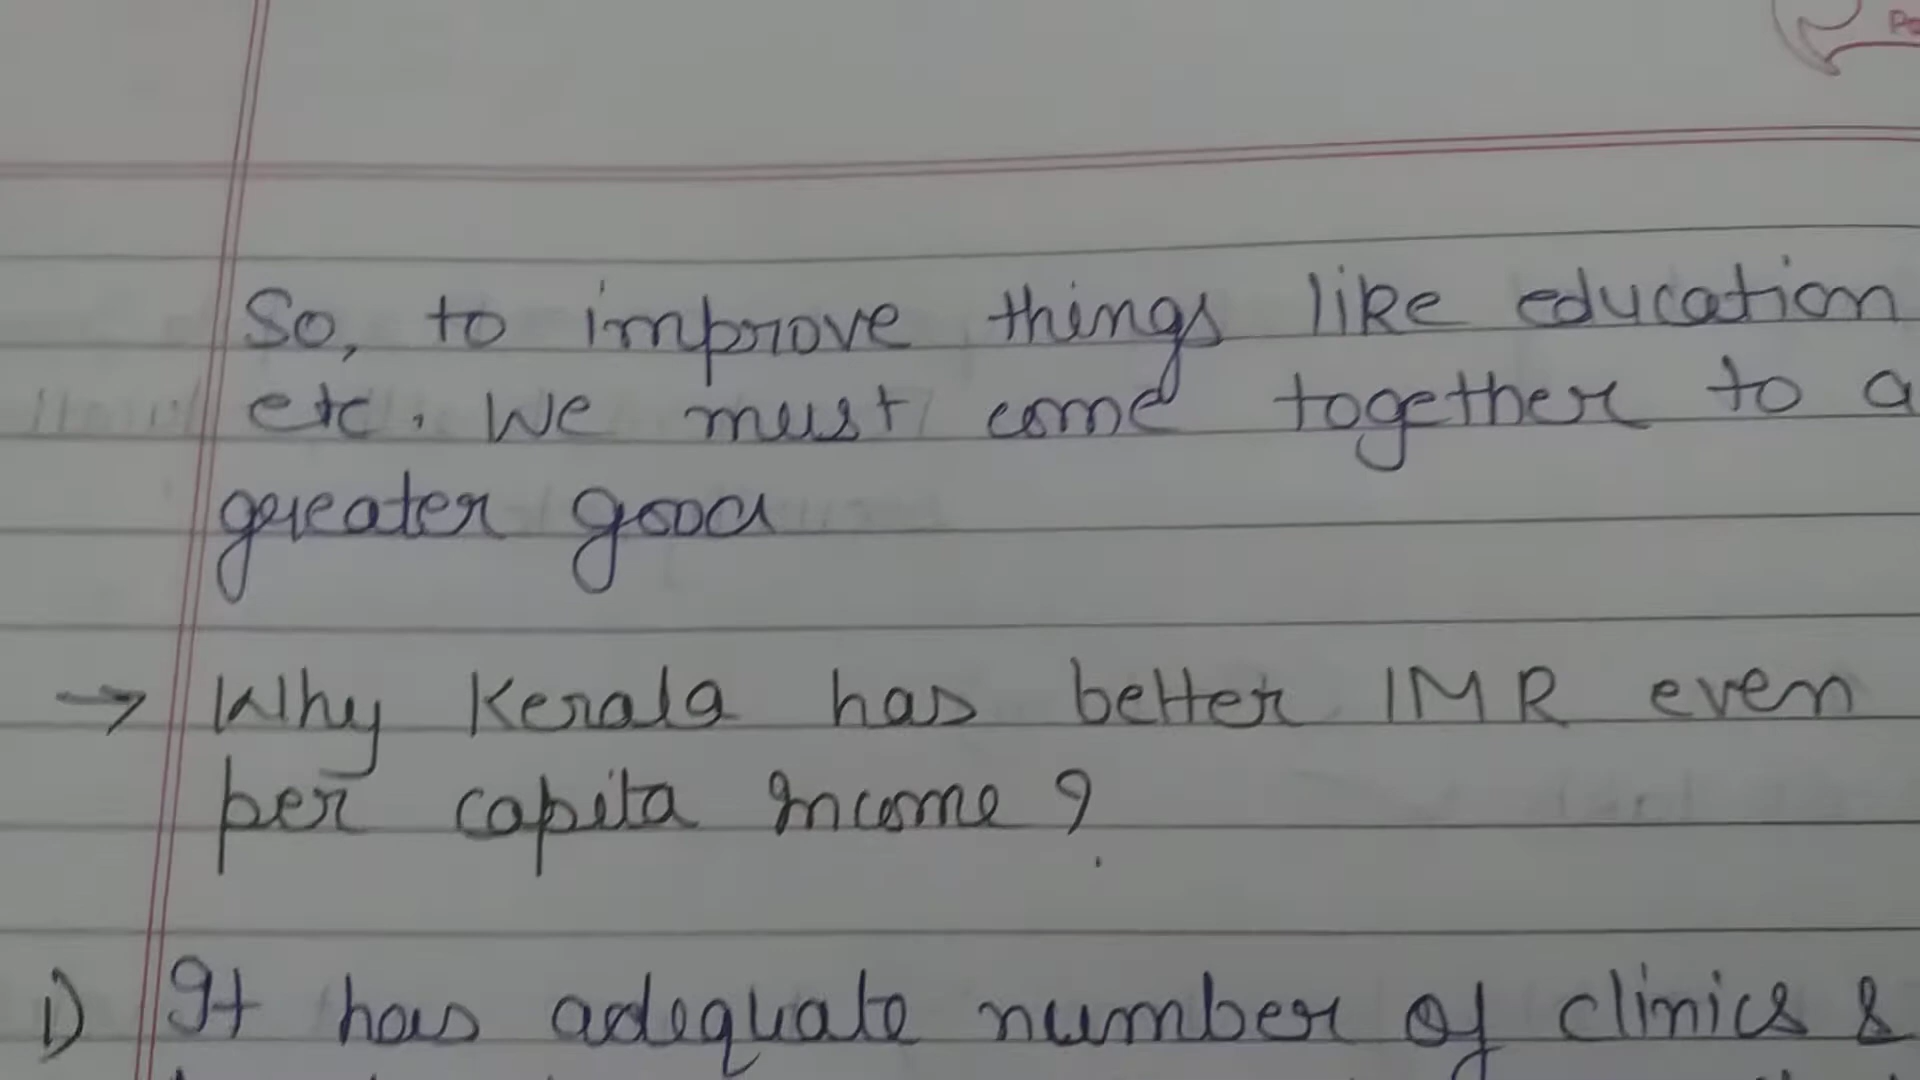 So, to improve things like education
etc. We must come together to a
greater good
→ Why Kerala has better IMR even
per capita Income ?
1) It has adequate number of clinics &